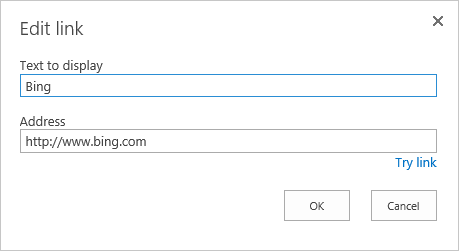 Edit link
Text to display
Bing
Address
http://www.bing.com
Try link
OK Cancel